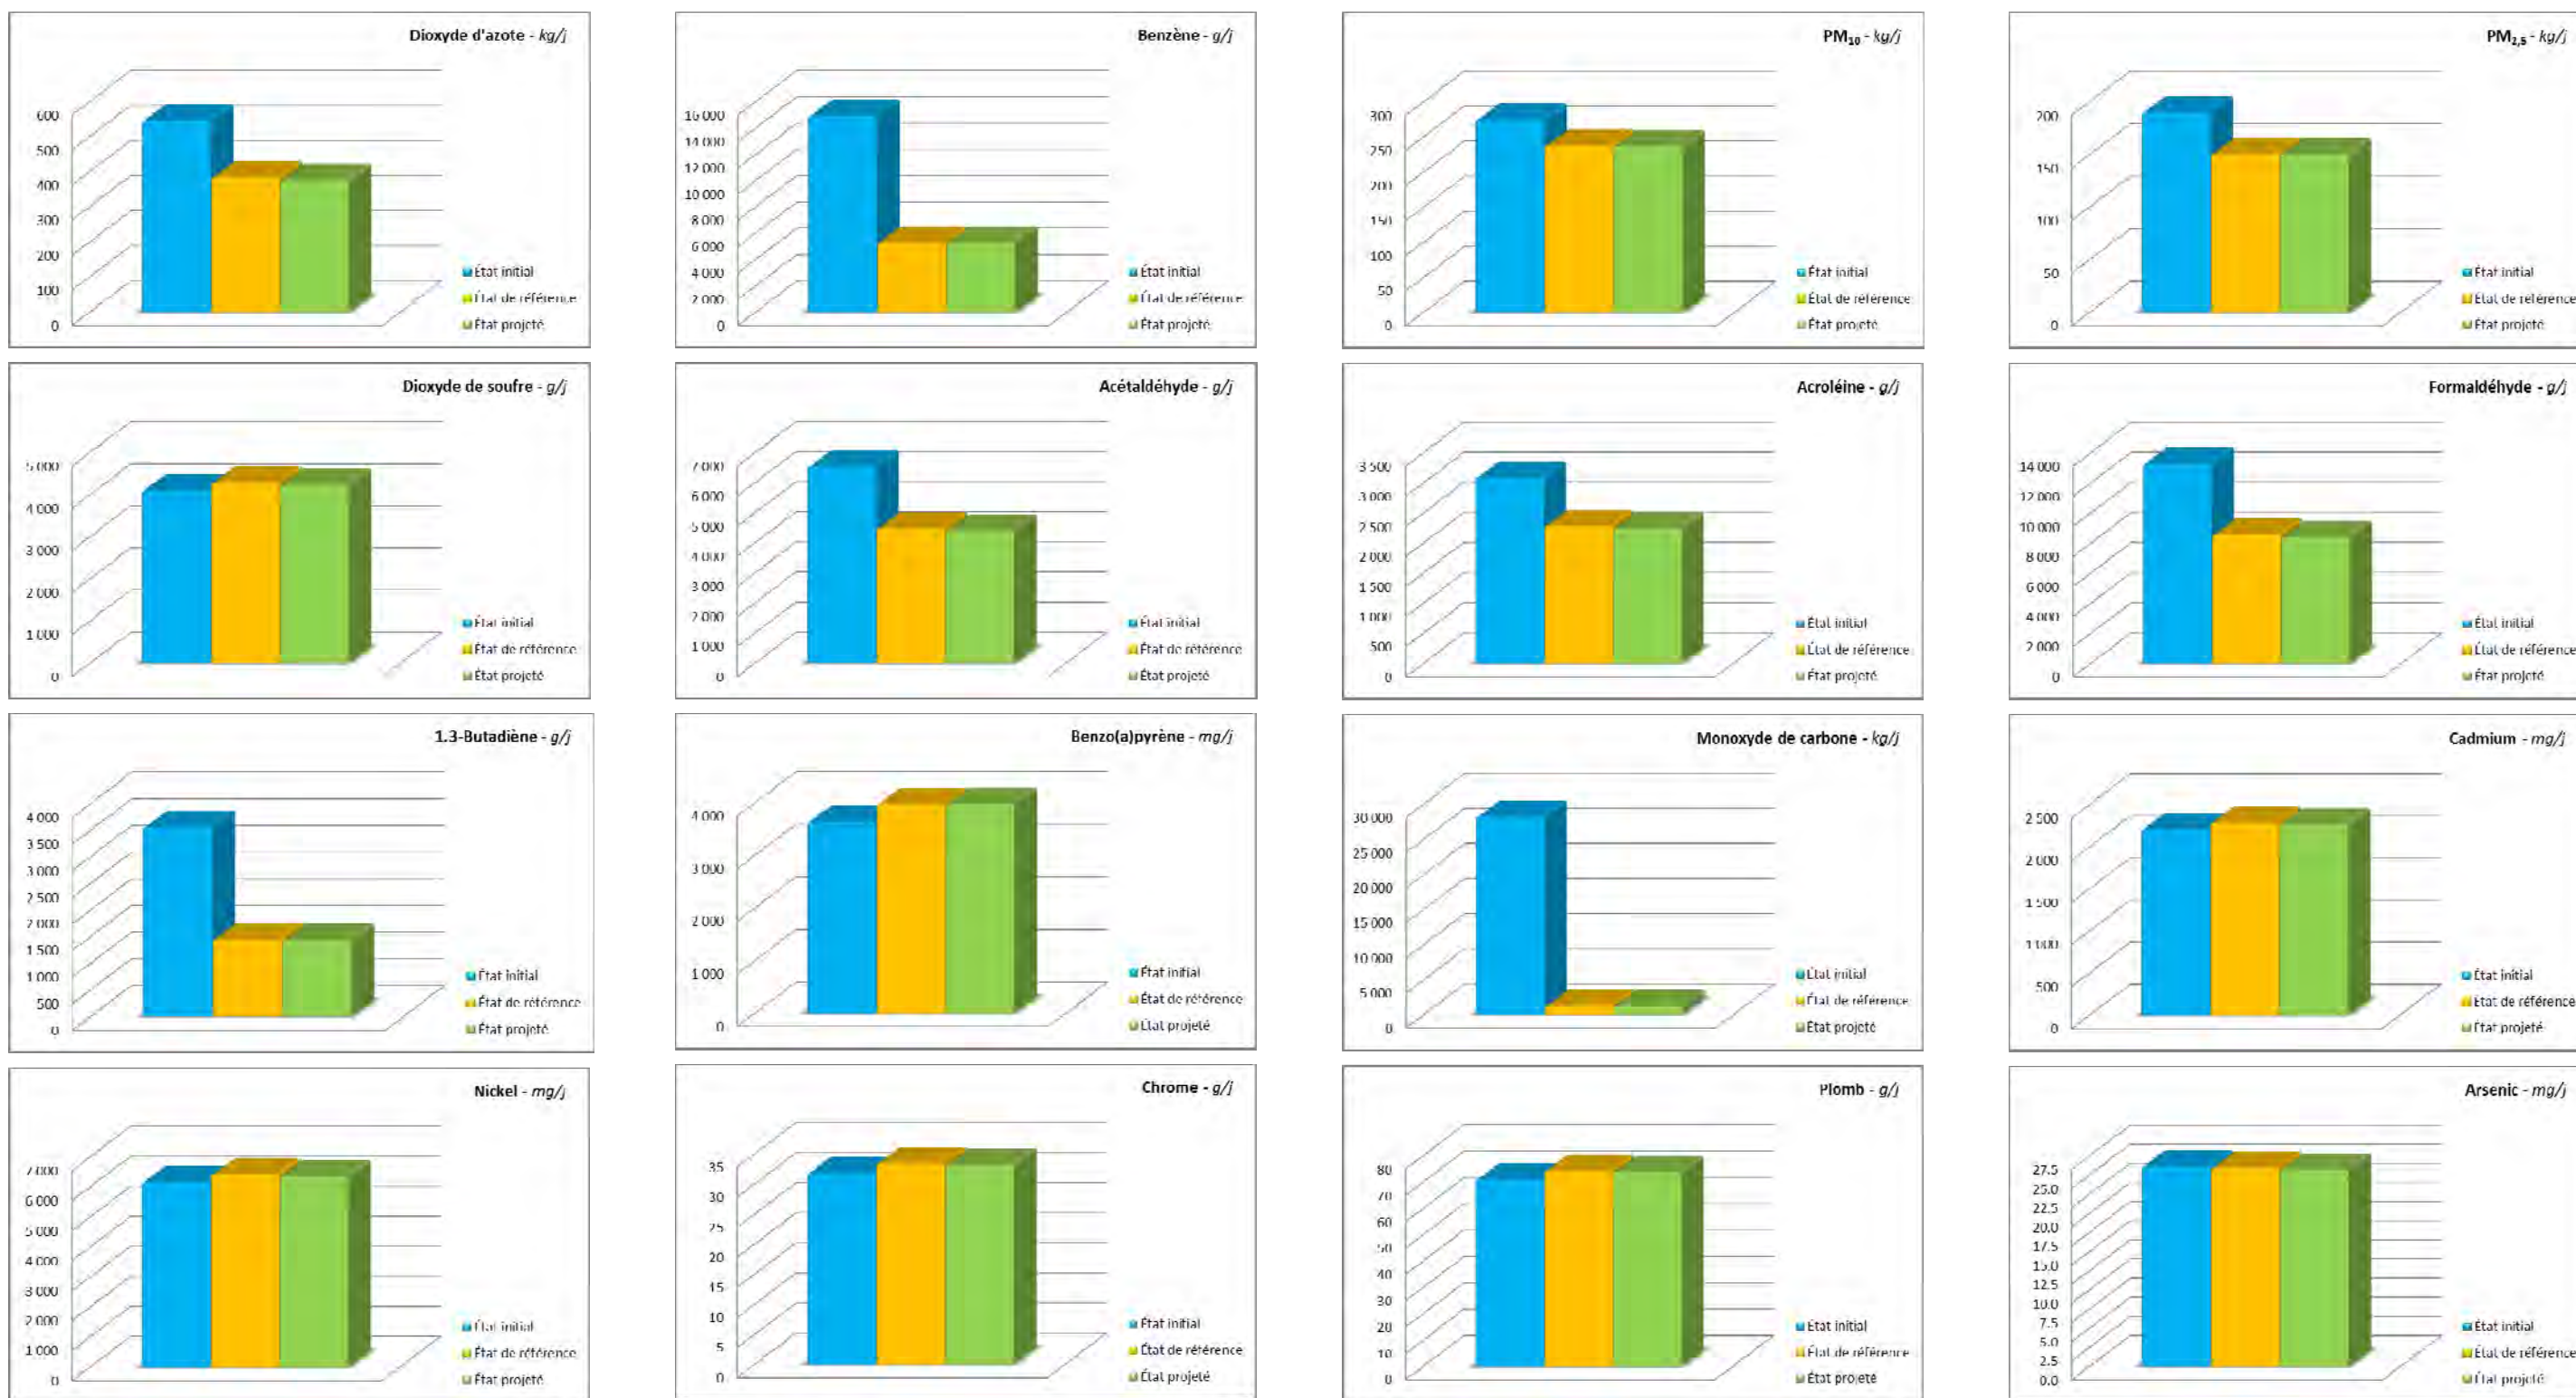 Dioxyde d'azote - kg/j
600
500
400
300
200
100
0
État initial
État de référence
État projeté
Benzène - g/j
16 000
14 000
12 000
10 000
8 000
6 000
4 000
2 000
0
État initial
État de référence
État projeté
PM10 - kg/j
300
250
200
150
100
50
0
État initial
État de référence
État projeté
PM2,5 - kg/j
200
150
100
50
0
État initial
État de référence
État projeté
Dioxyde de soufre - g/j
5 000
4 000
3 000
2 000
1 000
0
État initial
État de référence
État projeté
Acétaldéhyde - g/j
7 000
6 000
5 000
4 000
3 000
2 000
1 000
0
État initial
État de référence
État projeté
Acroléine - g/j
3 500
3 000
2 500
2 000
1 500
1 000
500
0
État initial
État de référence
État projeté
Formaldéhyde - g/j
14 000
12 000
10 000
8 000
6 000
4 000
2 000
0
État initial
État de référence
État projeté
1.3-Butadiène - g/j
4 000
3 500
3 000
2 500
2 000
1 500
1 000
500
0
État initial
État de référence
État projeté
Benzo(a)pyrène - mg/j
4 000
3 000
2 000
1 000
0
État initial
État de référence
État projeté
Monoxyde de carbone - kg/j
30 000
25 000
20 000
15 000
10 000
5 000
0
État initial
État de référence
État projeté
Cadmium - mg/j
2 500
2 000
1 500
1 000
500
0
État initial
État de référence
État projeté
Nickel - mg/j
7 000
6 000
5 000
4 000
3 000
2 000
1 000
0
État initial
État de référence
État projeté
Chrome - g/j
35
30
25
20
15
10
5
0
État initial
État de référence
État projeté
Plomb - g/j
80
70
60
50
40
30
20
10
0
État initial
État de référence
État projeté
Arsenic - mg/j
27.5
25.0
22.5
20.0
17.5
15.0
12.5
10.0
7.5
5.0
2.5
0.0
État initial
État de référence
État projeté